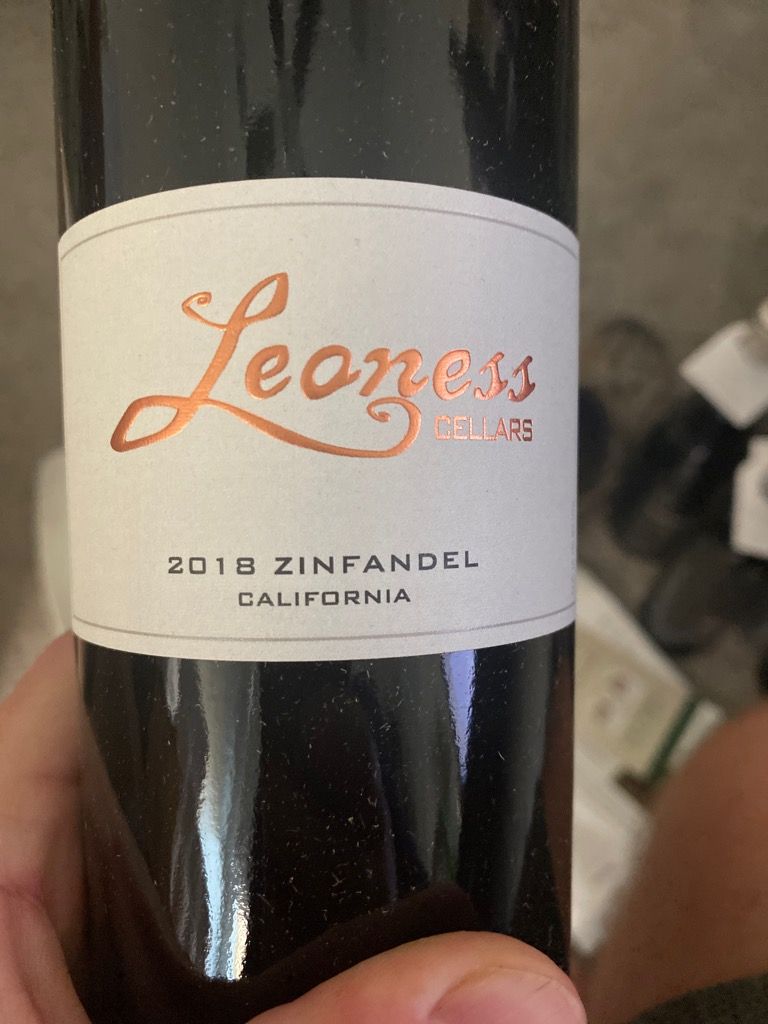 Leoness
CELLARS
2018 ZINFANDEL
CALIFORNIA